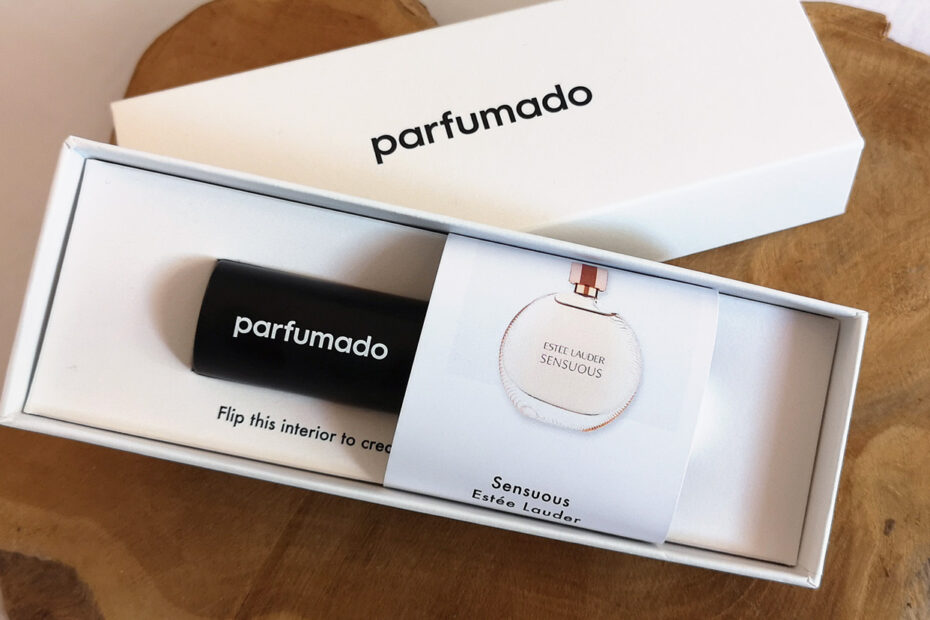 parfumado
parfumado
Flip this interior to crea
ESTĒE LAUDER
SENSUOUS
Sensuous
Estée Lauder